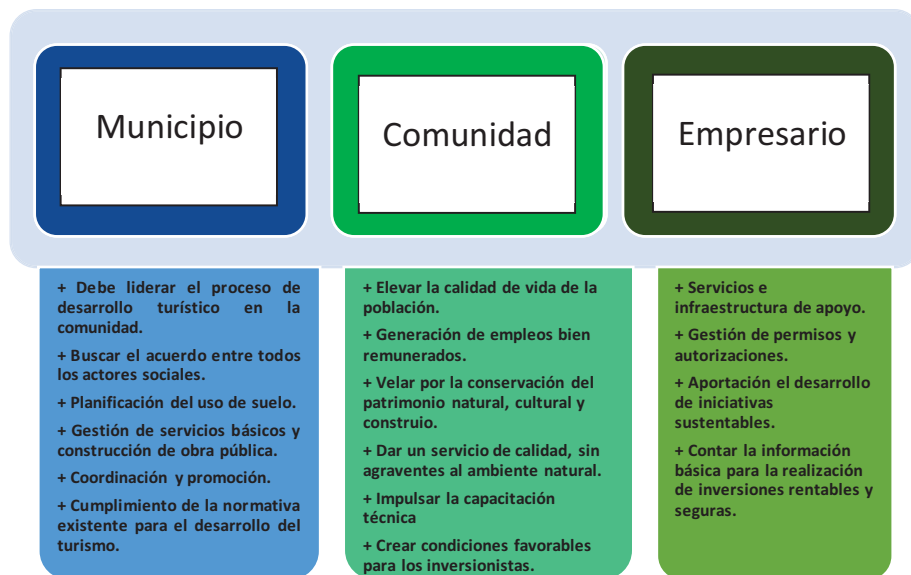 Municipio
Comunidad
Empresario
+ Debe liderar el proceso de
desarrollo turístico en la
comunidad.
+ Buscar el acuerdo entre todos
los actores sociales.
+ Planificación del uso de suelo.
+ Gestión de servicios básicos y
construcción de obra pública.
+ Coordinación y promoción.
+ Cumplimiento de la normativa
existente para el desarrollo del
turismo.
+ Elevar la calidad de vida de la
población.
+ Generación de empleos bien
remunerados.
+ Velar por la conservación del
patrimonio natural, cultural y
construio.
+ Dar un servicio de calidad, sin
agraventes al ambiente natural.
+ Impulsar la capacitación
técnica
+ Crear condiciones favorables
para los inversionistas.
+ Servicios e
infraestructura de apoyo.
+ Gestión de permisos y
autorizaciones.
+ Aportación el desarrollo
de iniciativas
sustentables.
+ Contar la información
básica para la realización
de inversiones rentables y
seguras.